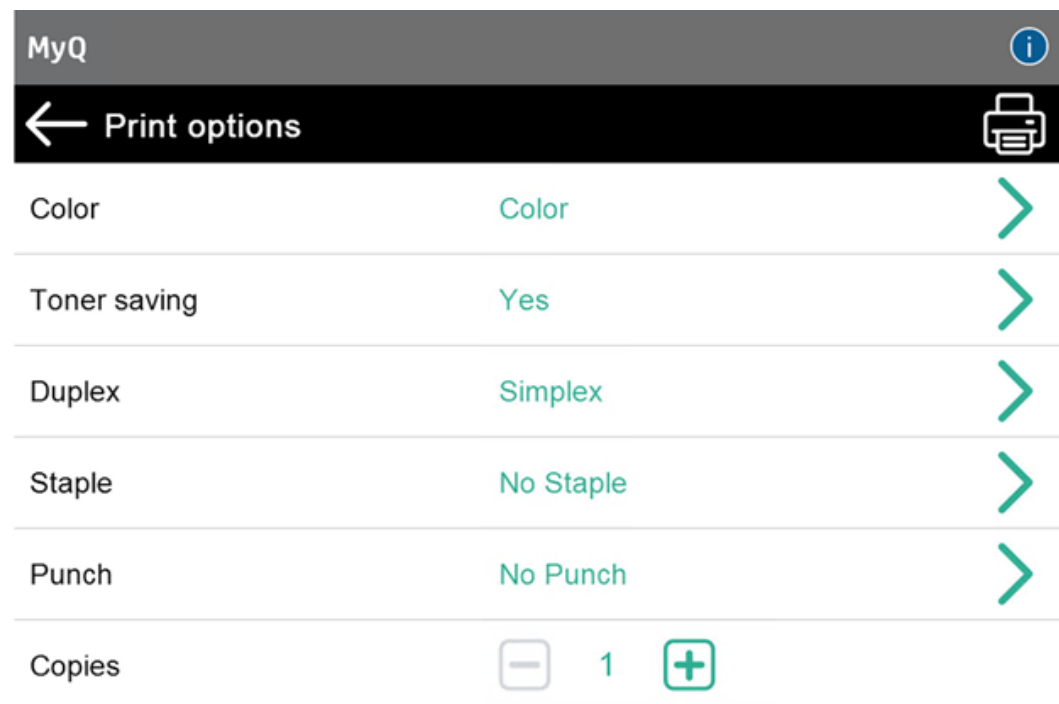 MyQ
Print options
Color Color
Toner saving Yes
Duplex Simplex
Staple No Staple
Punch No Punch
Copies 1